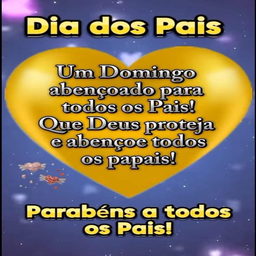 Dia dos Pais
Um Domingo
abençoado para
todos os Pais!
Que Deus proteja
e abençoe todos
os papais!
Parabéns a todos
os Pais!